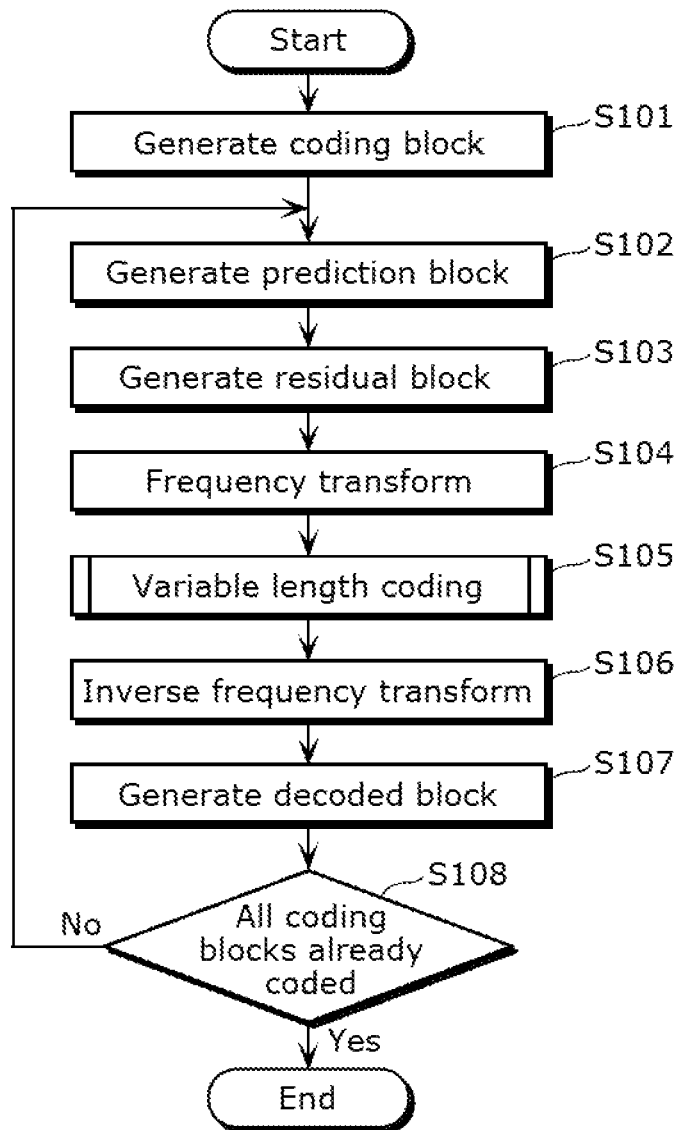 Start
Generate coding block
S101
Generate prediction block
S102
Generate residual block
S103
Frequency transform
S104
Variable length coding
S105
Inverse frequency transform
S106
Generate decoded block
S107
S108
All coding
blocks already
coded
No
Yes
End